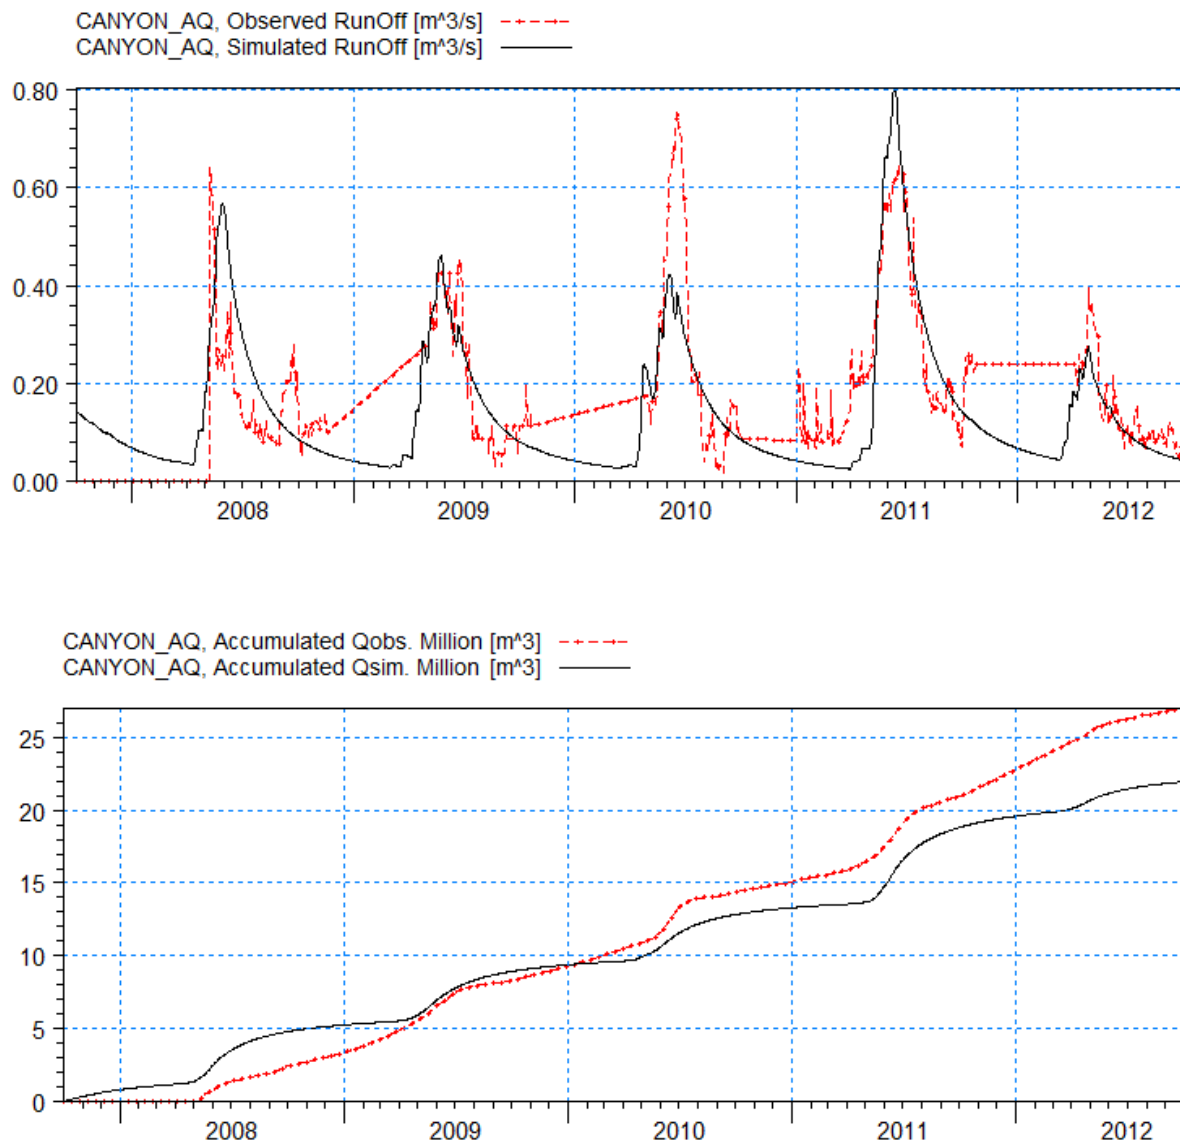 CANYON_AQ, Observed RunOff [m^3/s]
CANYON_AQ, Simulated RunOff [m^3/s]
0.80
0.60
0.40
0.20
0.00
2008 2009 2010 2011 2012
CANYON_AQ, Accumulated Qobs. Million [m^3]
CANYON_AQ, Accumulated Qsim. Million [m^3]
25
20
15
10
5
0
2008 2009 2010 2011 2012